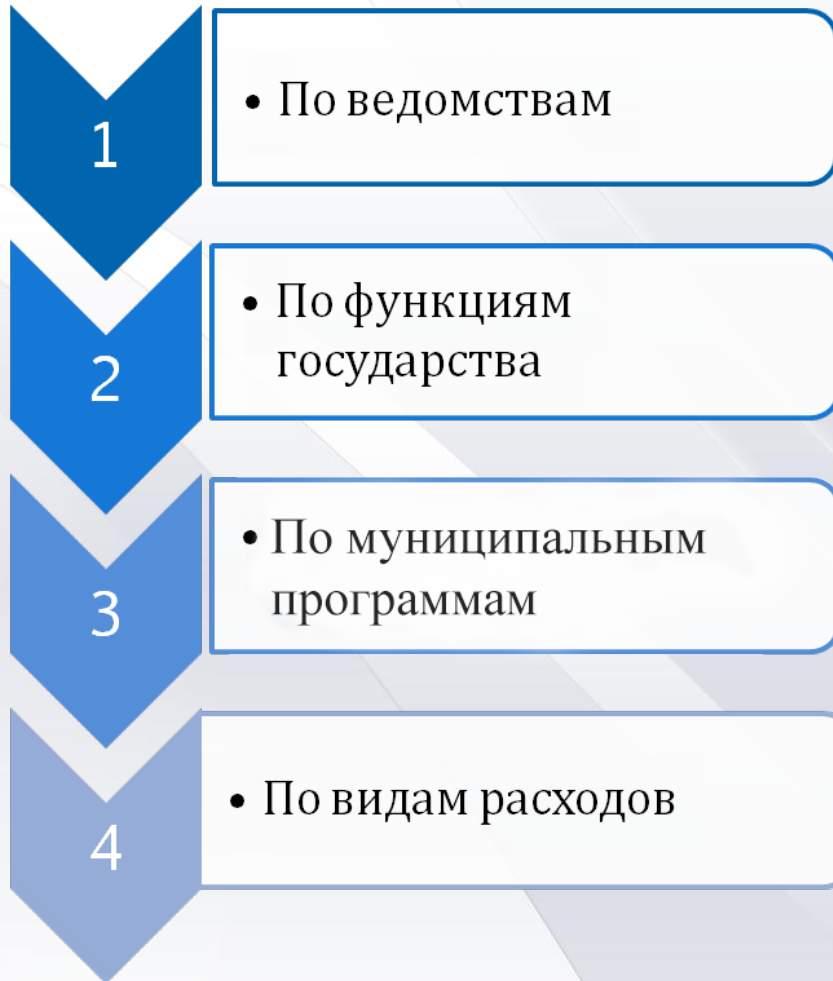 1
• По ведомствам
2
• По функциям
государства
3
• По муниципальным
программам
4
• По видам расходов